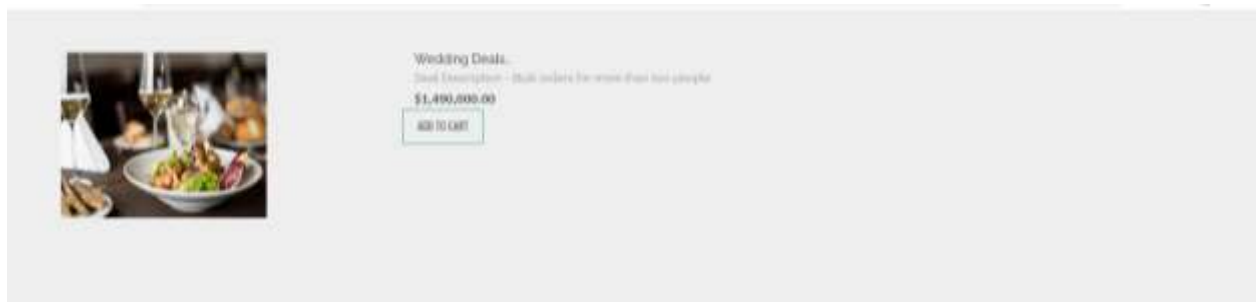 Wedding Deals.
Deal Description - Bulk orders for more than two people
$1,490,000.00
ADD TO CART